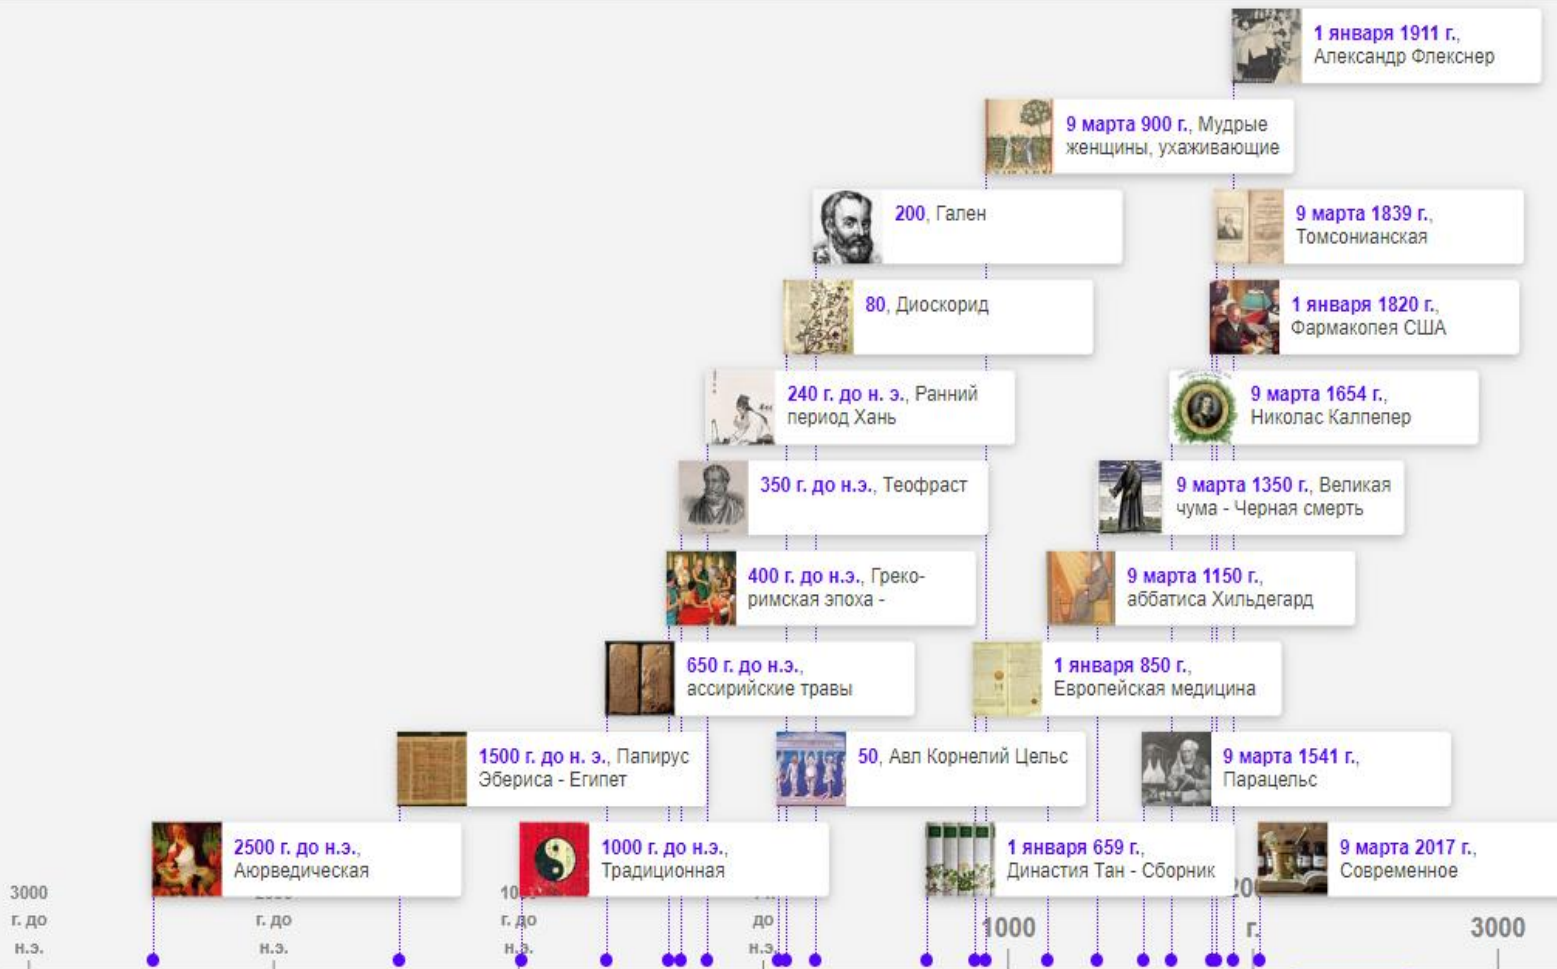 1 января 1911 г.,
Александр Флекснер
9 марта 900 г., Мудрые
женщины, ухаживающие
200, Гален
9 марта 1839 г.,
Томсонианская
80, Диоскорид
1 января 1820 г.,
Фармакопея США
240 г. до н. э., Ранний
период Хань
9 марта 1654 г.,
Николас Калпепер
350 г. до н.э., Теофраст
9 марта 1350 г., Великая
чума - Черная смерть
400 г. до н.э., Греко-
римская эпоха -
9 марта 1150 г.,
аббатиса Хильдегард
650 г. до н.э.,
ассирийские травы
1 января 850 г.,
Европейская медицина
1500 г. до н. э., Папирус
Эбериса - Египет
50, Авл Корнелий Цельс
9 марта 1541 г.,
Парацельс
2500 г. до н.э.,
Аюрведическая
1000 г. до н.э.,
Традиционная
1 января 659 г.,
Династия Тан - Сборник
9 марта 2017 г.,
Современное
3000
г. до
н.э.
г. до
н.э.
г. до
н.э.
до
н.э.
1000
г.
3000